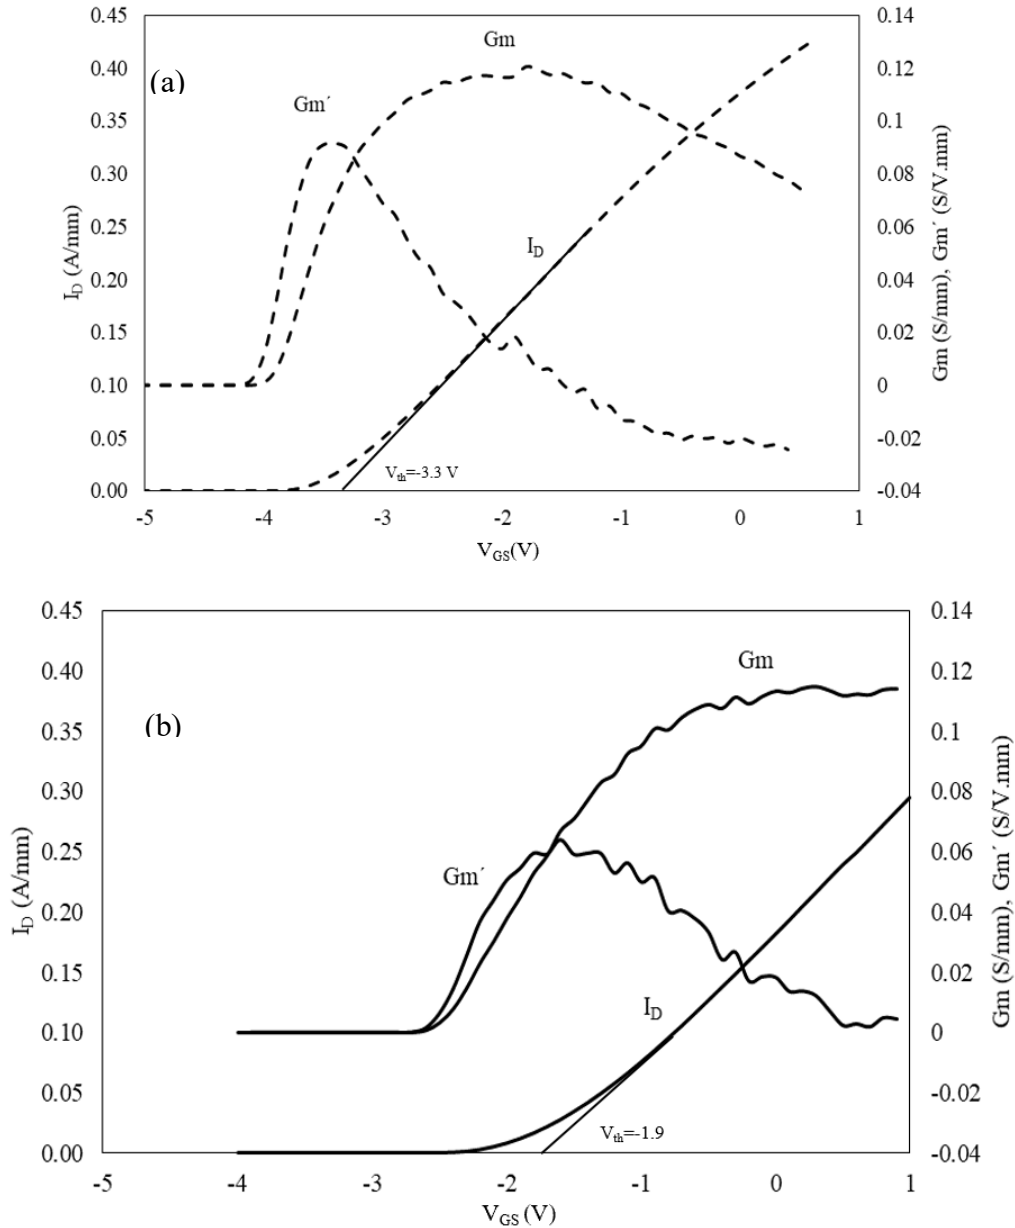 0.45
0.14
Gm
0.40
(a)
0.12
Gm´
0.35
0.1
0.30
0.08
0.25
0.06
I_D
0.20
0.04
0.15
0.02
0.10
0
0.05
-0.02
V_th=-3.3 V
0.00
-0.04
I_D (A/mm)
Gm (S/mm), Gm´ (S/V.mm)
-5 -4 -3 -2 -1 0 1
V_GS(V)
0.45
0.14
Gm
0.40
0.12
(b)
0.35
0.1
0.30
0.08
0.25
0.06
Gm´
0.20
0.04
0.15
0.02
I_D
0.10
0
0.05
-0.02
V_th=-1.9
0.00
-0.04
I_D (A/mm)
Gm (S/mm), Gm´ (S/V.mm)
-5 -4 -3 -2 -1 0 1
V_GS (V)